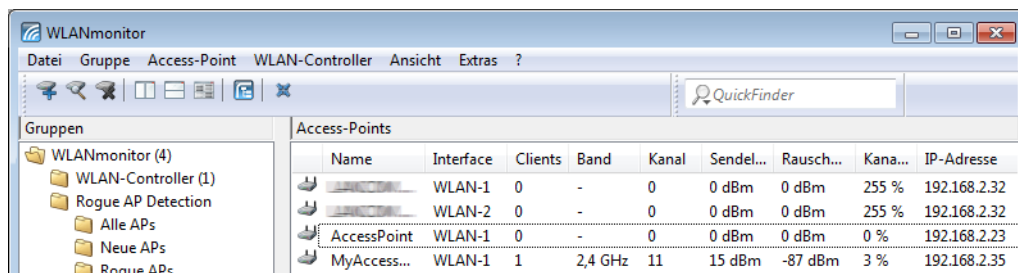 WLANmonitor
Datei Gruppe Access-Point WLAN-Controller Ansicht Extras ?
QuickFinder
Gruppen
WLANmonitor (4)
WLAN-Controller (1)
Rogue AP Detection
Alle APs
Neue APs
Rogue APs
Access-Points
Name Interface Clients Band Kanal Sendel... Rausch... Kana... IP-Adresse
WLAN-1 0 - 0 0 dBm 0 dBm 255 % 192.168.2.32
WLAN-2 0 - 0 0 dBm 0 dBm 255 % 192.168.2.32
AccessPoint WLAN-1 0 - 0 0 dBm 0 dBm 0 % 192.168.2.23
MyAccess... WLAN-1 1 2,4 GHz 11 15 dBm -87 dBm 3 % 192.168.2.35